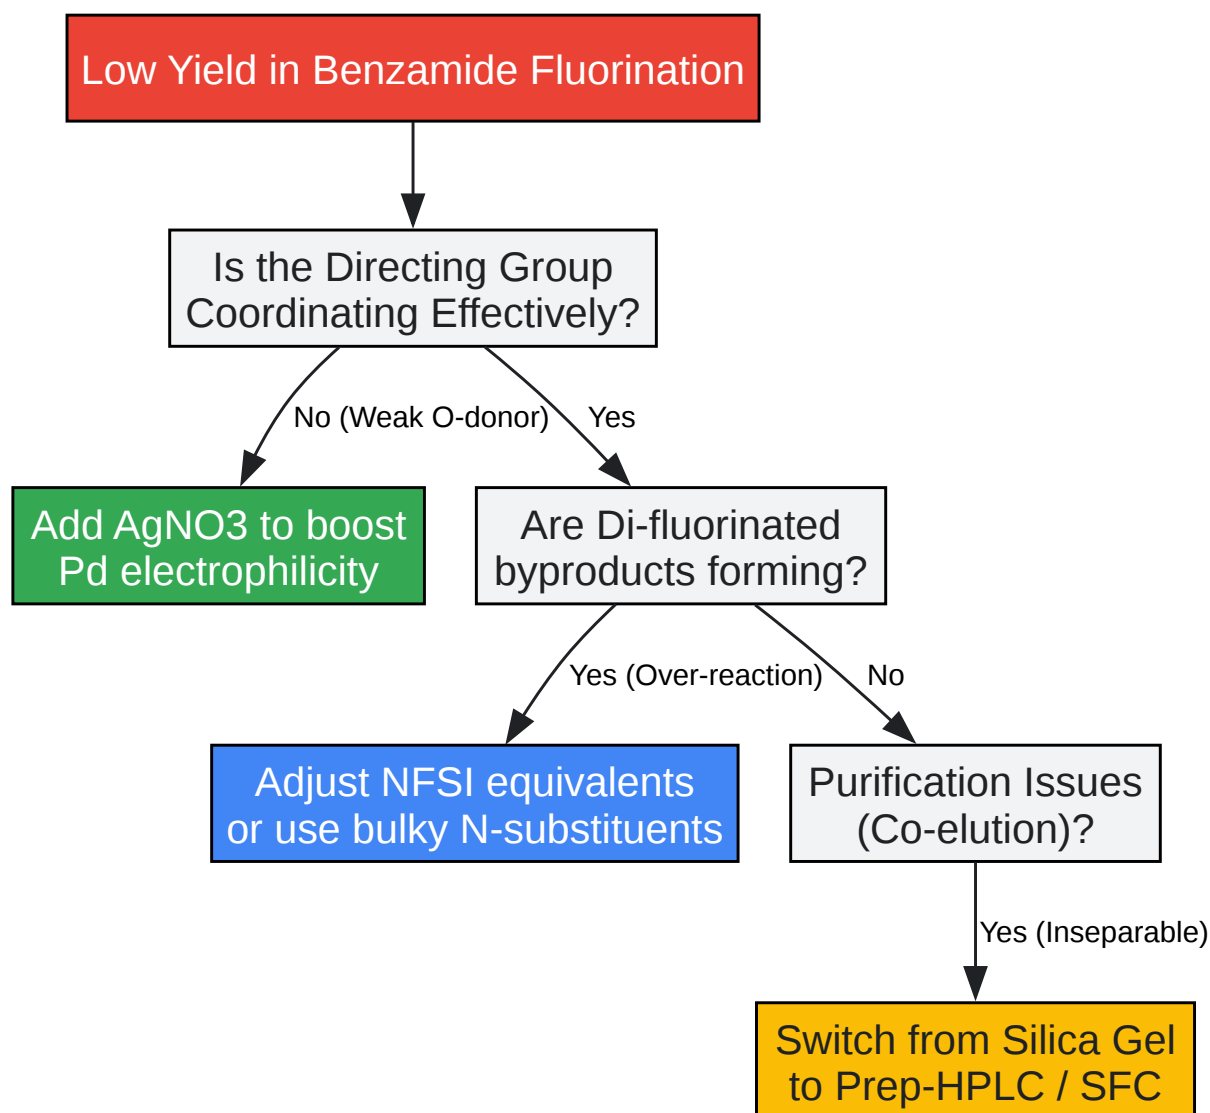 Low Yield in Benzamide Fluorination
Is the Directing Group
Coordinating Effectively?
No (Weak O-donor)
Yes
Add AgNO3 to boost
Pd electrophilicity
Are Di-fluorinated
byproducts forming?
Yes (Over-reaction)
No
Adjust NFSI equivalents
or use bulky N-substituents
Purification Issues
(Co-elution)?
Yes (Inseparable)
Switch from Silica Gel
to Prep-HPLC / SFC